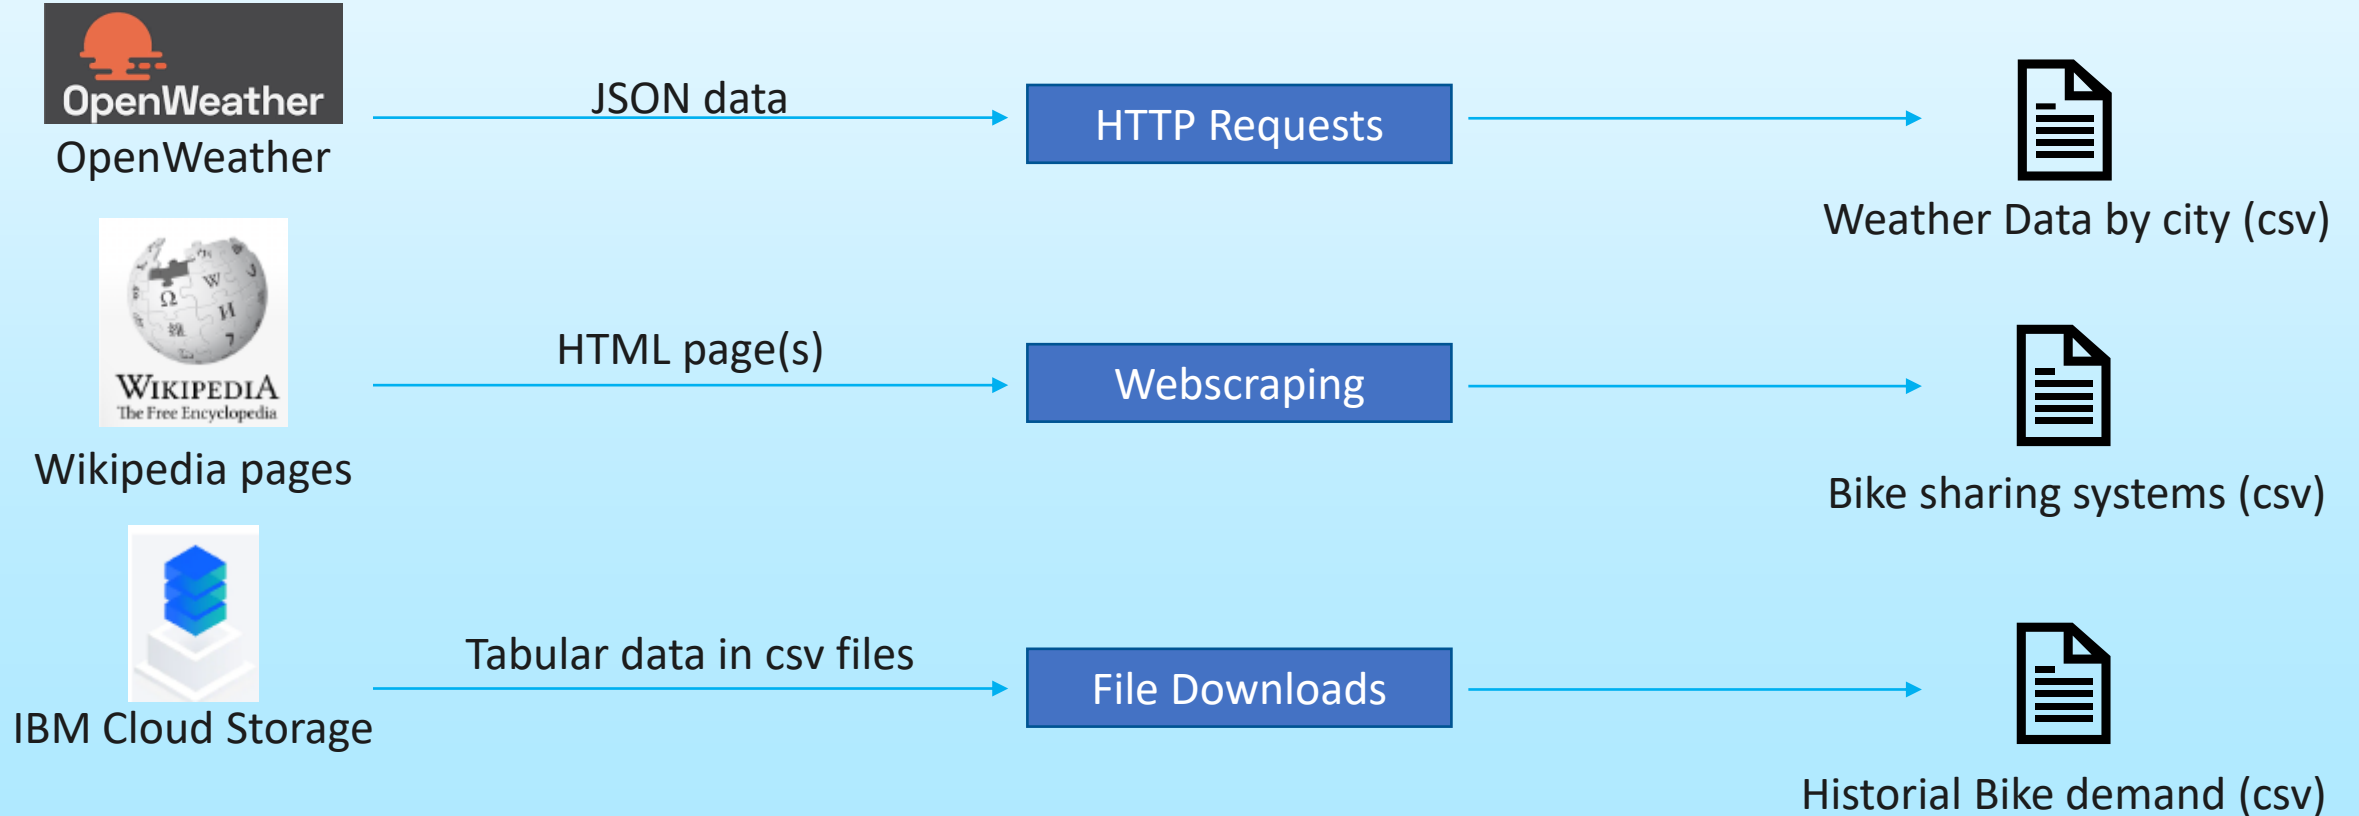 OpenWeather
OpenWeather
JSON data
HTTP Requests
Weather Data by city (csv)
WIKIPEDIA
The Free Encyclopedia
Wikipedia pages
HTML page(s)
Webscraping
Bike sharing systems (csv)
IBM Cloud Storage
Tabular data in csv files
File Downloads
Historial Bike demand (csv)